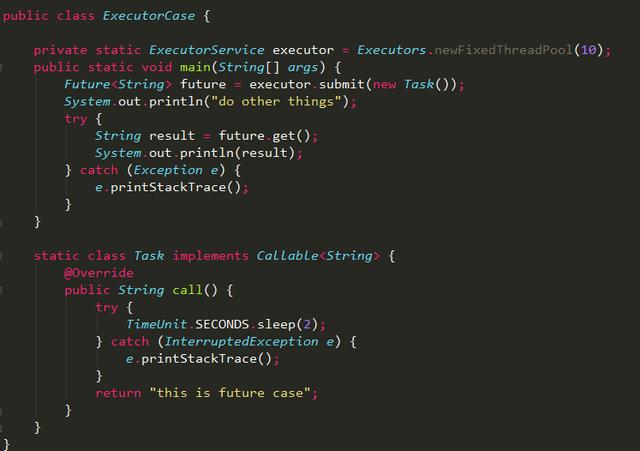 public class ExecutorCase {
private static ExecutorService executor = Executors.newFixedThreadPool(10);
public static void main(String[] args) {
Future<String> future = executor.submit(new Task());
System.out.println("do other things");
try {
String result = future.get();
System.out.println(result);
} catch (Exception e) {
e.printStackTrace();
}
}
static class Task implements Callable<String> {
@Override
public String call() {
try {
TimeUnit.SECONDS.sleep(2);
} catch (InterruptedException e) {
e.printStackTrace();
}
return "this is future case";
}
}
}